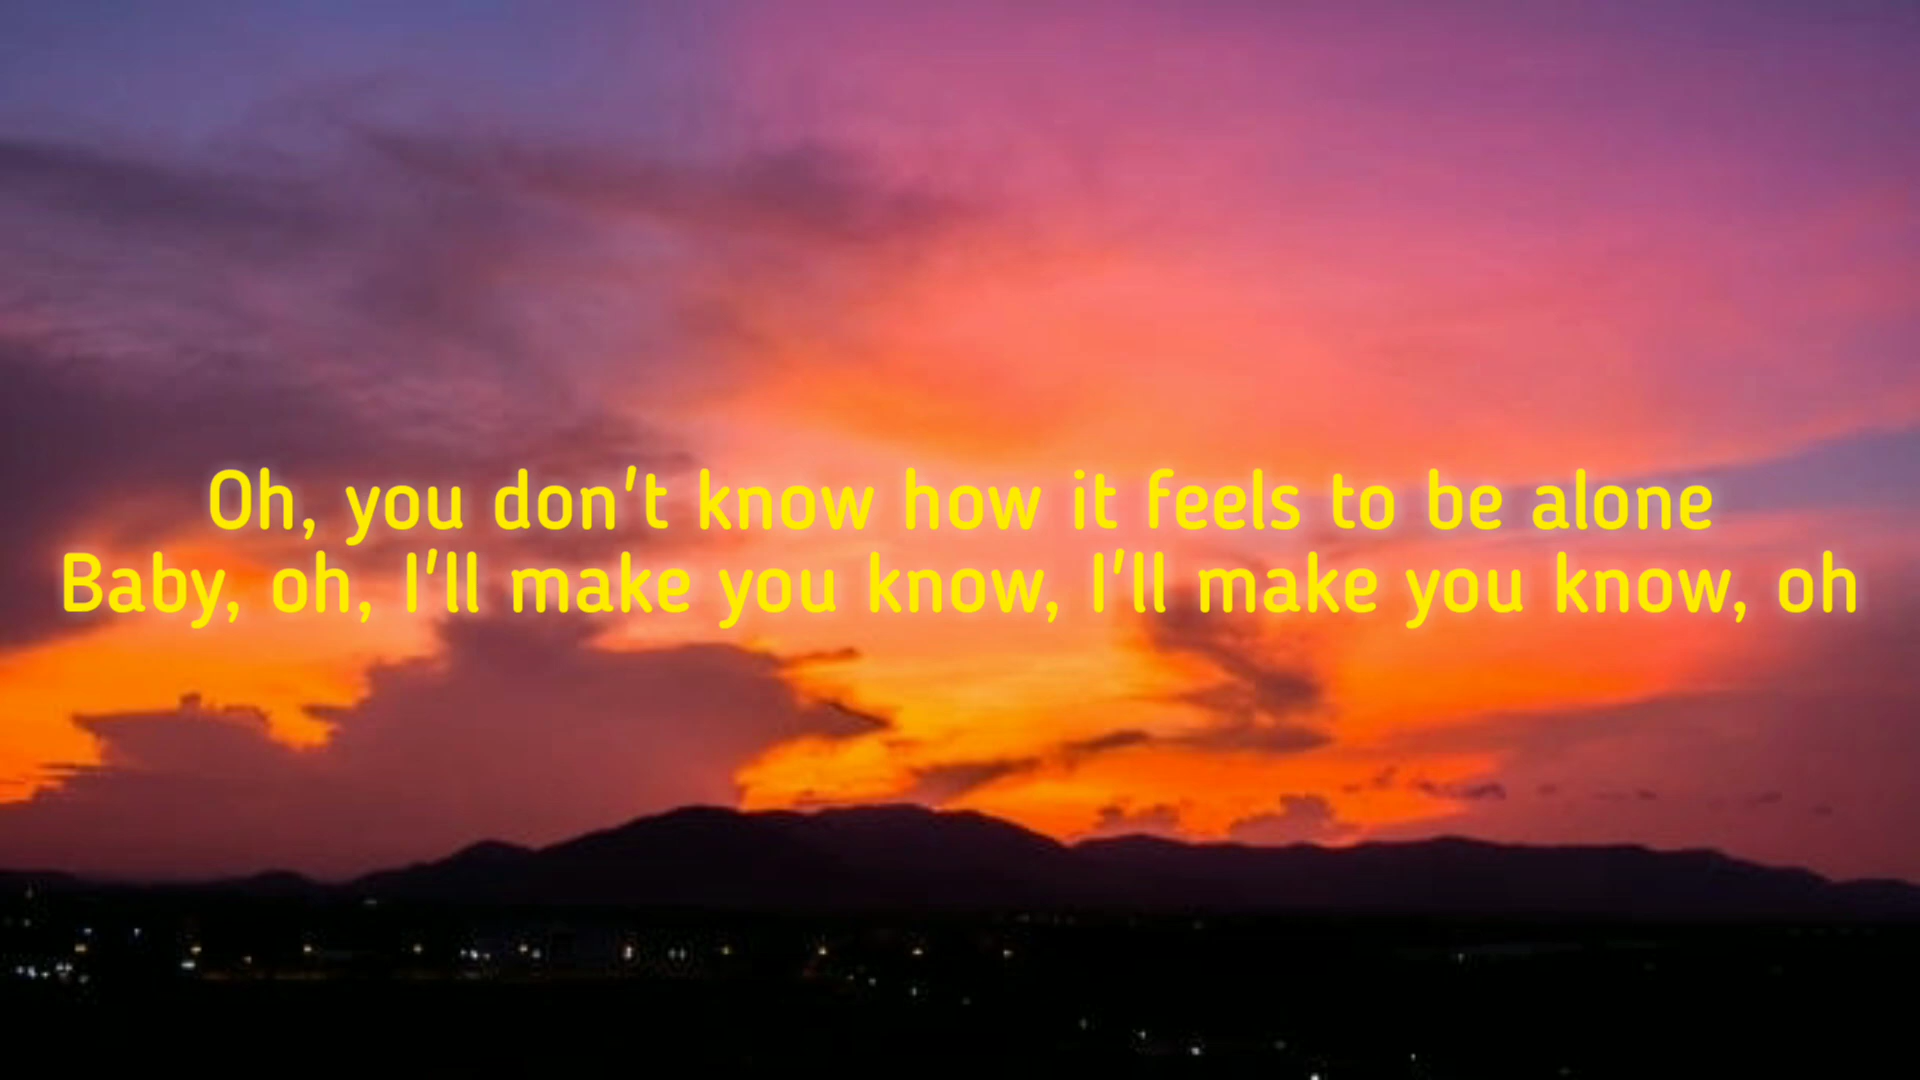 Oh, you don't know how it feels to be alone
Baby, oh, I'll make you know, I'll make you know, oh